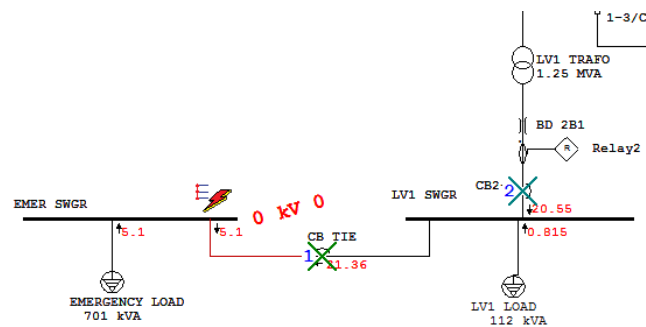 1-3/C
LV1 TRAFO
1.25 MVA
BD 2B1
R
Relay2
CB2
2
EMER SWGR
0 kV 0
LV1 SWGR
20.55
5.1
5.1
CB TIE
0.815
1
21.36
EMERGENCY LOAD
701 kVA
LV1 LOAD
112 kVA